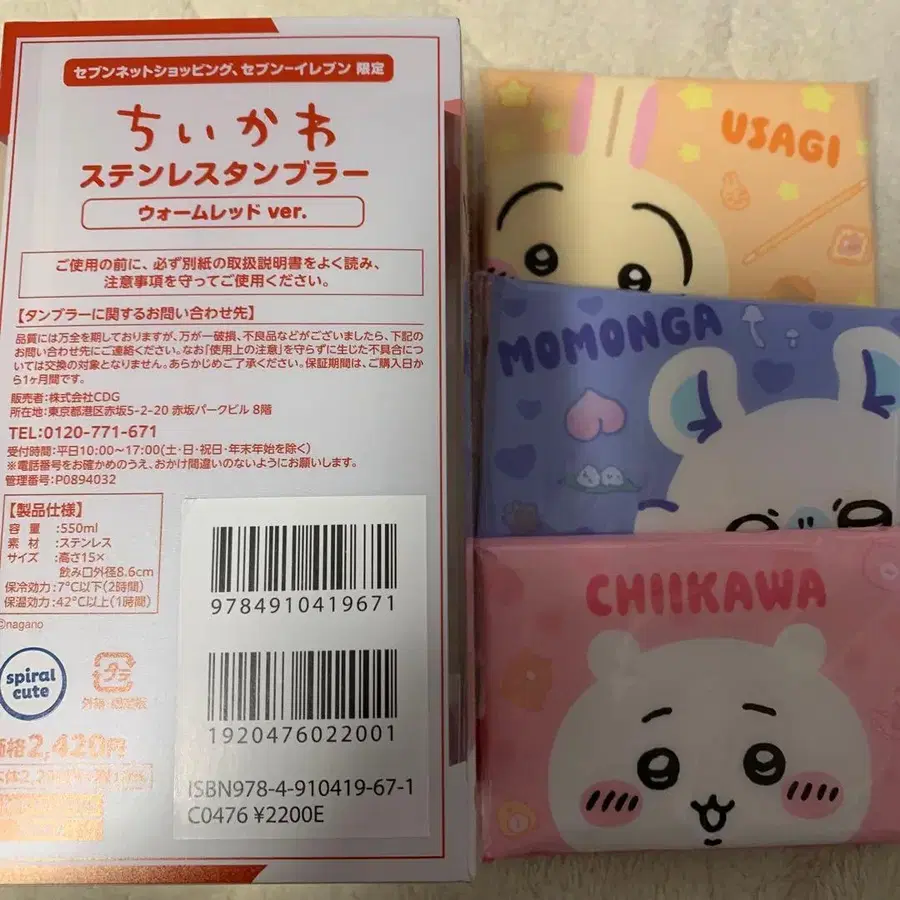 セブンネットショッピング、セブン-イレブン 限定
ちいかわ
ステンレスタンブラー
ウォームレッド ver.
ご使用の前に、必ず別紙の取扱説明書をよく読み、
注意事項を守ってご使用ください。
【タンブラーに関するお問い合わせ先】
品質には万全を期しておりますが、万が一破損、不良品などがございましたら、下記の
お問い合わせ先にご連絡ください。なお「使用上の注意」を守らずに生じた不具合につ
いては交換の対象となりません。あらかじめご了承ください。保証期間は、ご購入日か
ら1ヶ月間です。
販売者:株式会社CDG
所在地:東京都港区赤坂5-2-20 赤坂パークビル 8階
TEL:0120-771-671
受付時間:平日10:00〜17:00(土・日・祝日・年末年始を除く)
※電話番号をお確かめのうえ、おかけ間違いのないようにお願いします。
管理番号:P0894032
【製品仕様】
容量:550ml
素材:ステンレス
サイズ:高さ15×
飲み口外径8.6cm
保冷効力:7℃以下(2時間)
保温効力:42℃以上(1時間)
©nagano
spiral
cute
プラ
外箱・固定板
価格2,420円
9784910419671
1920476022001
ISBN978-4-910419-67-1
C0476 ¥2200E
USAGI
MOMONGA
CHIIKAWA